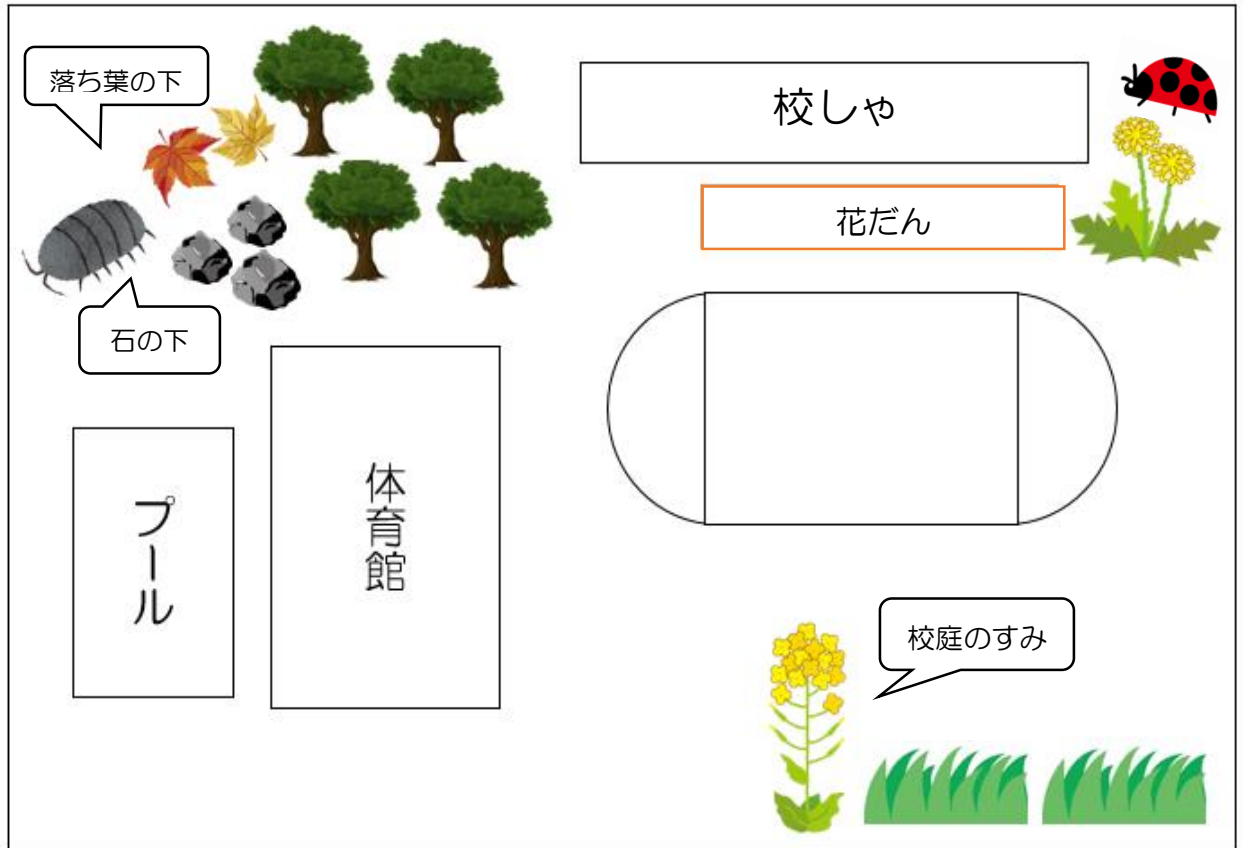 落ち葉の下
校しゃ
花だん
石の下
体育館
プール
校庭のすみ